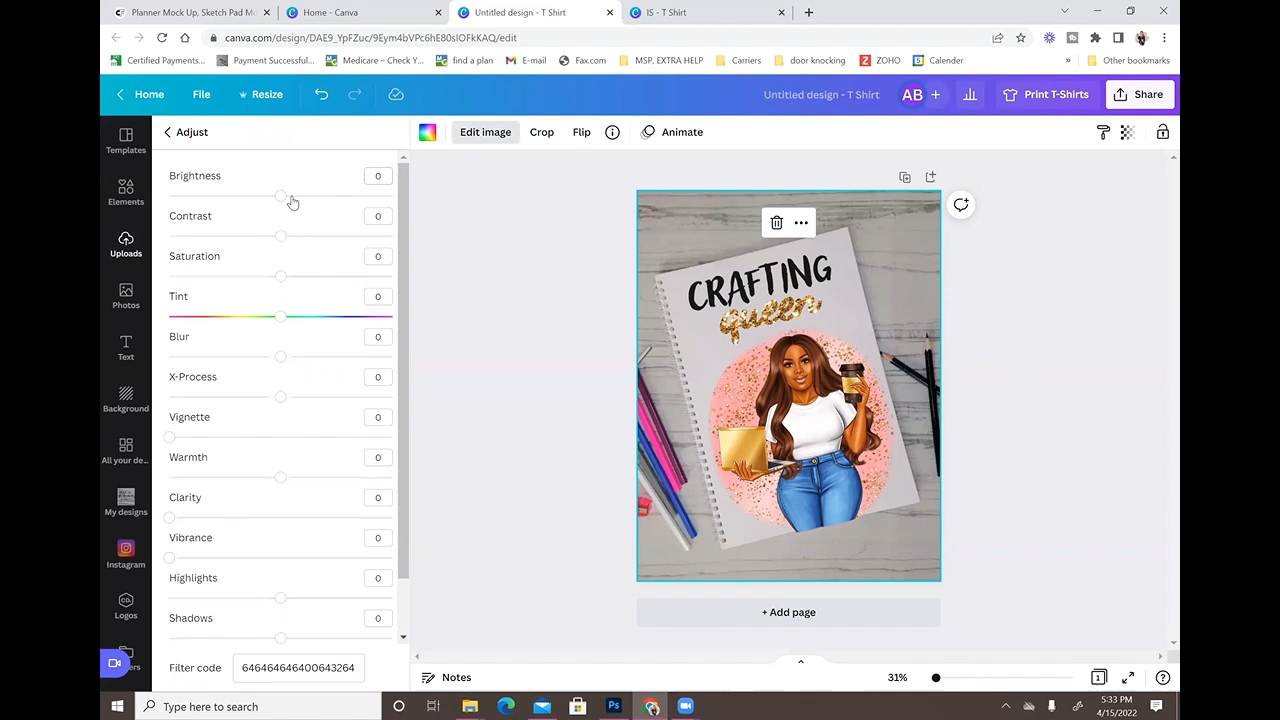 Planner Mock Up, Sketch Pad M
Home - Canva
Untitled design - T Shirt
IS - T Shirt
canva.com/design/DAE9_YpFZuc/9Eym4bVPc6hE80sIOFkKAQ/edit
Certified Payments...
Payment Successful...
Medicare – Check Y...
find a plan
E-mail
Fax.com
MSP, EXTRA HELP
Carriers
door knocking
ZOHO
Calender
»
Other bookmarks
Home
File
Resize
Untitled design - T Shirt
AB
+
Print T-Shirts
Share
Templates
Elements
Uploads
Photos
Text
Background
All your de...
My designs
Instagram
CO.
Logos
Adjust
Brightness 0
Contrast 0
Saturation 0
Tint 0
Blur 0
X-Process 0
Vignette 0
Warmth 0
Clarity 0
Vibrance 0
Highlights 0
Shadows 0
Filter code 646464646400643264
Edit image
Crop
Flip
Animate
CRAFTING
queen
+ Add page
Notes
31%
1
Type here to search
Ps
5:33 PM
4/15/2022